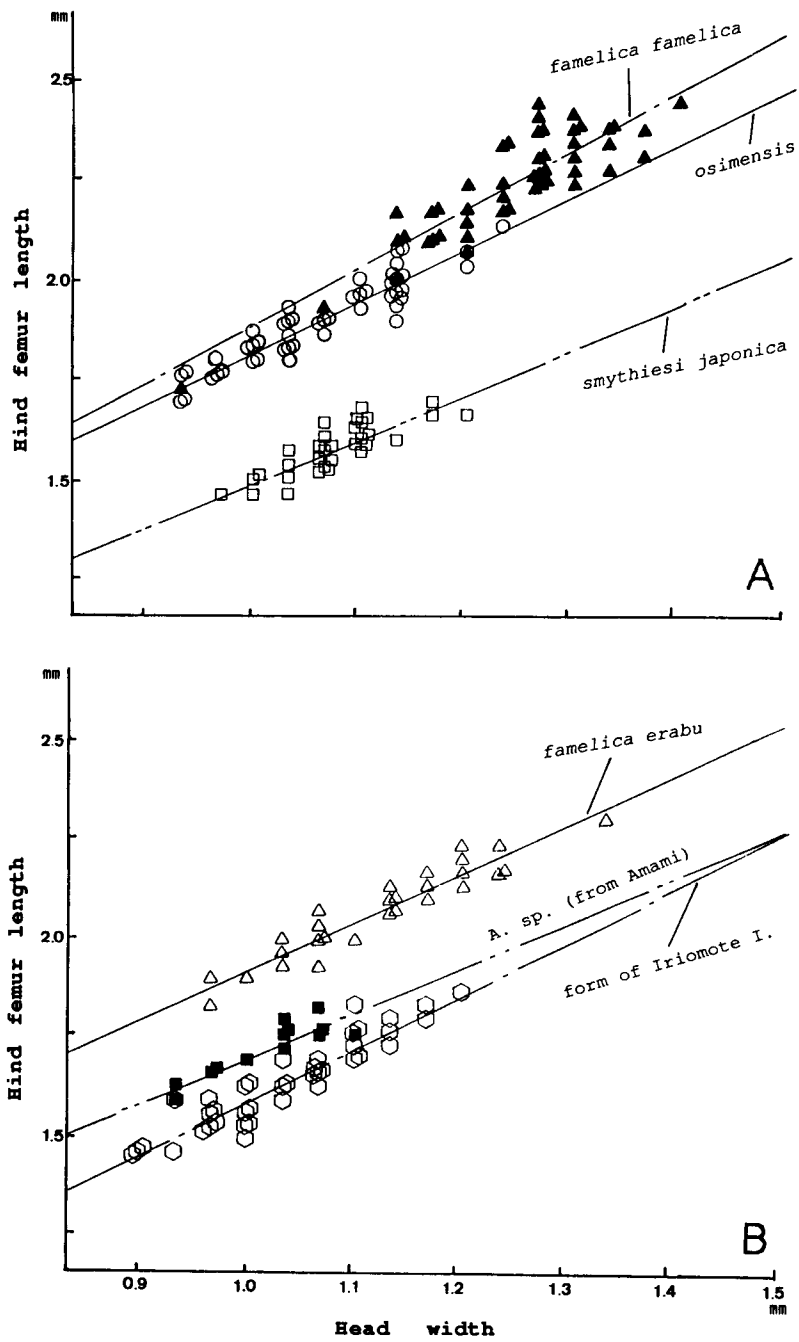 mm
2.5
2.0
1.5
Hind femur length
famelica famelica
osimensis
smythiesi japonica
A
mm
2.5
2.0
1.5
Hind femur length
famelica erabu
A. sp. (from Amami)
form of Iriomote I.
B
0.9 1.0 1.1 1.2 1.3 1.4 1.5
mm
Head width